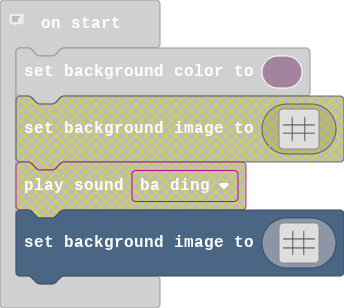 on start
set background color to
set background image to
play sound ba ding
set background image to